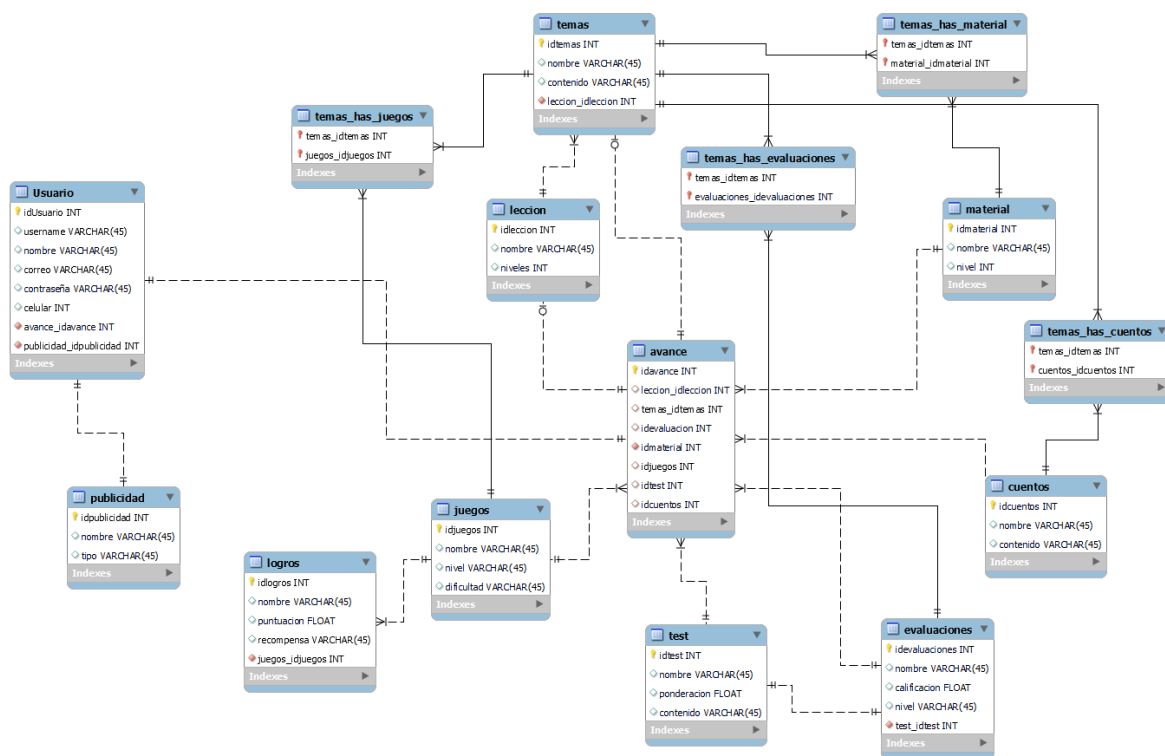 temas
idtemas INT
nombre VARCHAR(45)
contenido VARCHAR(45)
leccion_idleccion INT
Indexes
temas_has_material
temas_idtemas INT
material_idmaterial INT
Indexes
temas_has_juegos
temas_idtemas INT
juegos_idjuegos INT
Indexes
temas_has_evaluaciones
temas_idtemas INT
evaluaciones_idevaluaciones INT
Indexes
Usuario
idUsuario INT
username VARCHAR(45)
nombre VARCHAR(45)
correo VARCHAR(45)
contraseña VARCHAR(45)
celular INT
avance_idavance INT
publicidad_idpublicidad INT
Indexes
leccion
idleccion INT
nombre VARCHAR(45)
niveles INT
Indexes
material
idmaterial INT
nombre VARCHAR(45)
nivel INT
Indexes
temas_has_cuentos
temas_idtemas INT
cuentos_idcuentos INT
Indexes
avance
idavance INT
leccion_idleccion INT
temas_idtemas INT
idevaluacion INT
idmaterial INT
idjuegos INT
idtest INT
idcuentos INT
Indexes
publicidad
idpublicidad INT
nombre VARCHAR(45)
tipo VARCHAR(45)
Indexes
juegos
idjuegos INT
nombre VARCHAR(45)
nivel VARCHAR(45)
dificultad VARCHAR(45)
Indexes
cuentos
idcuentos INT
nombre VARCHAR(45)
contenido VARCHAR(45)
Indexes
logros
idlogros INT
nombre VARCHAR(45)
puntuacion FLOAT
recompensa VARCHAR(45)
juegos_idjuegos INT
Indexes
test
idtest INT
nombre VARCHAR(45)
ponderacion FLOAT
contenido VARCHAR(45)
Indexes
evaluaciones
idevaluaciones INT
nombre VARCHAR(45)
calificacion FLOAT
nivel VARCHAR(45)
test_idtest INT
Indexes